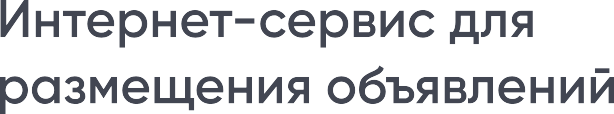 Интернет-сервис для
размещения объявлений